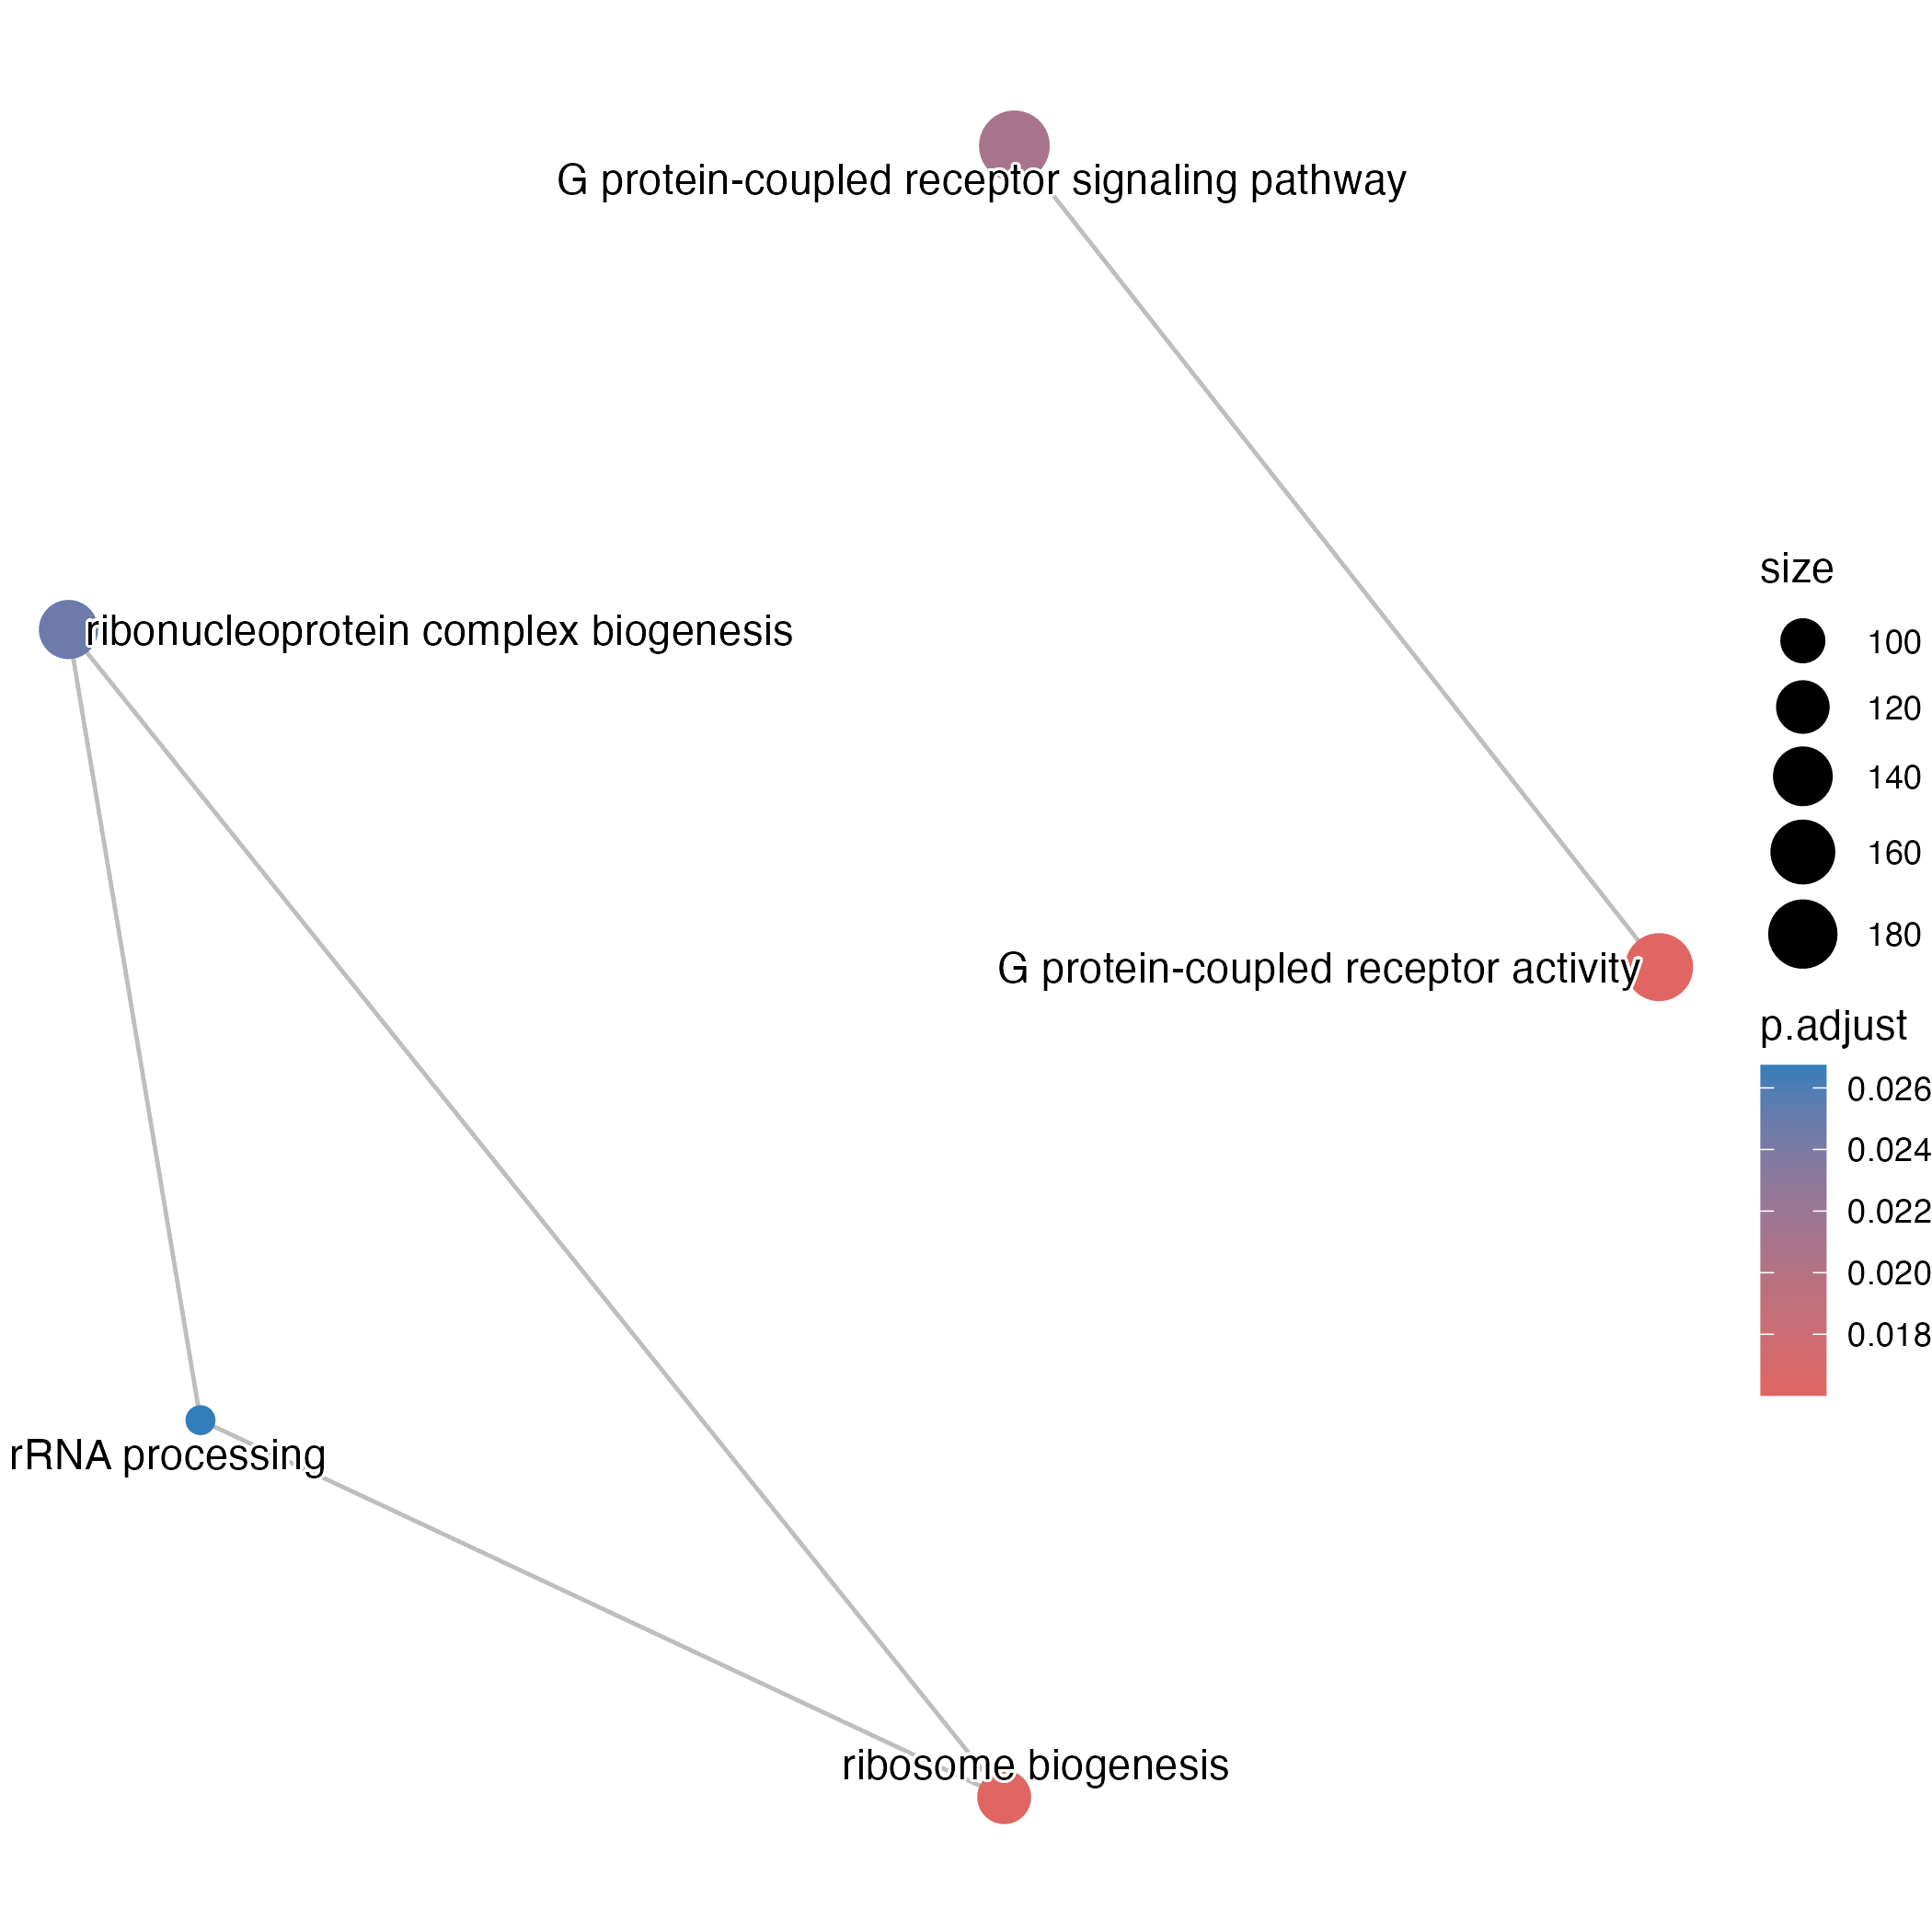 G protein-coupled receptor signaling pathway
ribonucleoprotein complex biogenesis
G protein-coupled receptor activity
rRNA processing
ribosome biogenesis
size
100
120
140
160
180
p.adjust
0.026
0.024
0.022
0.020
0.018